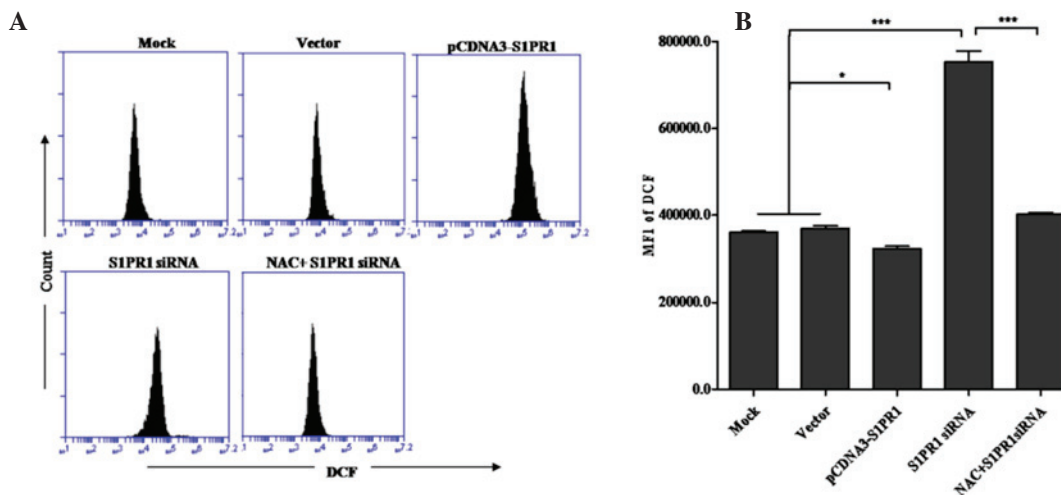 A
Mock
Vector
pCDNA3-S1PR1
S1PR1 siRNA
NAC+ S1PR1 siRNA
Count
DCF
B
MFI of DCF
800000.0
600000.0
400000.0
200000.0
0.0
***
***
*
Mock
Vector
pCDNA3-S1PR1
S1PR1 siRNA
NAC+S1PR1siRNA